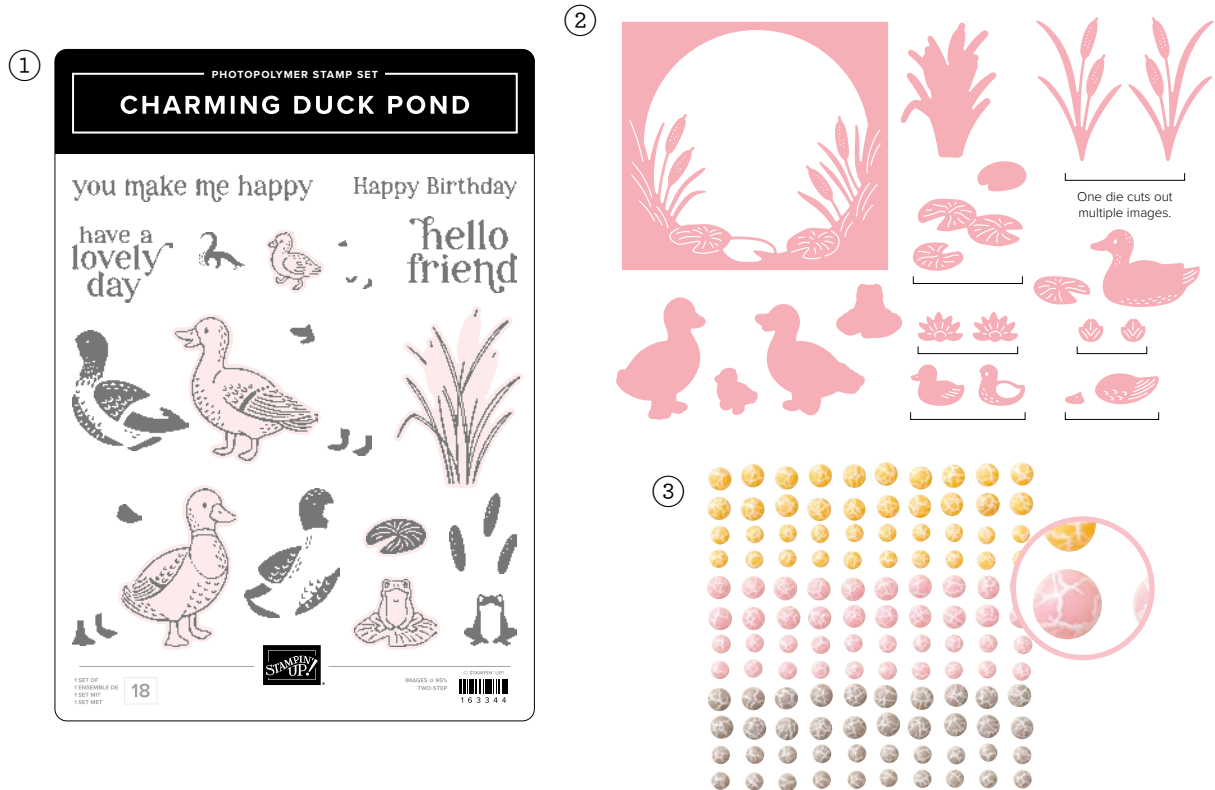 ①
PHOTOPOLYMER STAMP SET
CHARMING DUCK POND
you make me happy
Happy Birthday
have a
lovely
day
hello
friend
1 SET OF
1 ENSEMBLE DE
1 SET MIT
1 SET MET
18
STAMPIN'
UP!
IMAGES @ 95%
TWO-STEP
© STAMPIN' UP!
163344
②
One die cuts out
multiple images.
③